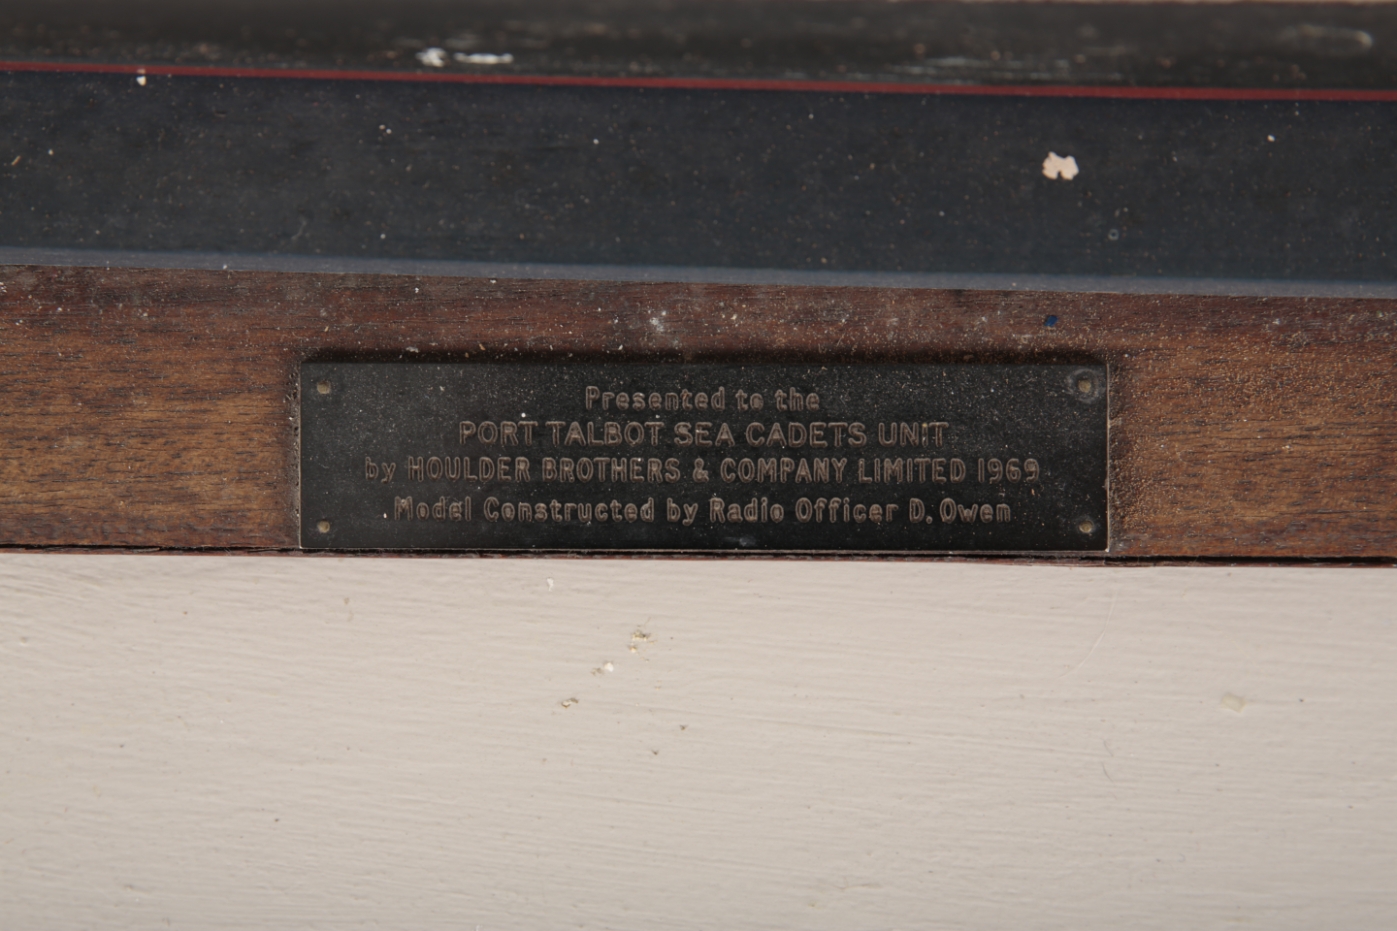 Presented to the
PORT TALBOT SEA CADETS UNIT
by HOULDER BROTHERS & COMPANY LIMITED 1969
Model Constructed by Radio Officer D. Owen